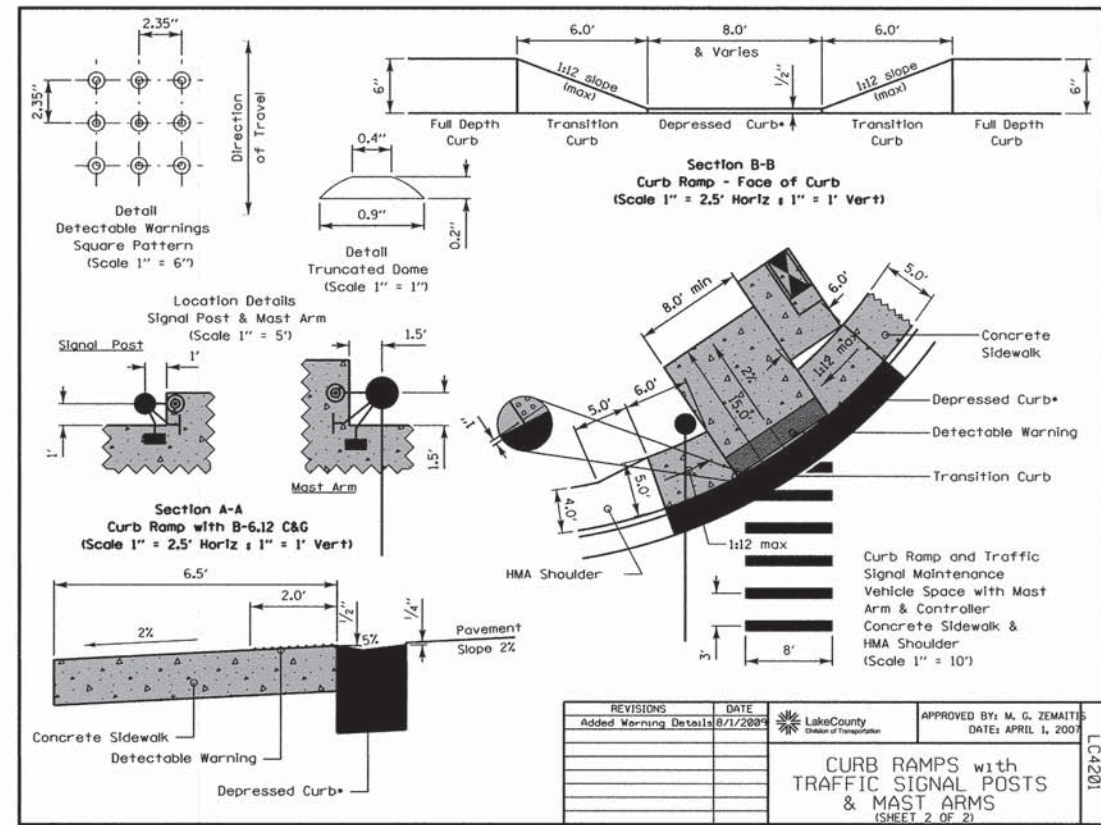 2.35"
2.35"
Direction
of Travel
Detail
Detectable Warnings
Square Pattern
(Scale 1" = 6")
0.4"
0.9"
0.2"
Detail
Truncated Dome
(Scale 1" = 1")
6.0'
8.0'
& Varies
6.0'
6"
1:12 slope
(max)
1/2"
1:12 slope
(max)
6"
Full Depth
Curb
Transition
Curb
Depressed Curb*
Transition
Curb
Full Depth
Curb
Section B-B
Curb Ramp - Face of Curb
(Scale 1" = 2.5' Horiz ; 1" = 1' Vert)
Location Details
Signal Post & Mast Arm
(Scale 1" = 5')
Signal Post
1'
1'
1.5'
1.5'
Mast Arm
8.0' min
6.0'
5.0'
Concrete
Sidewalk
1:12 max
2%
15.0'
6.0'
5.0'
1"
5.0'
4.0'
Depressed Curb*
Detectable Warning
Transition Curb
1:12 max
HMA Shoulder
3'
8'
Curb Ramp and Traffic
Signal Maintenance
Vehicle Space with Mast
Arm & Controller
Concrete Sidewalk &
HMA Shoulder
(Scale 1" = 10')
Section A-A
Curb Ramp with B-6.12 C&G
(Scale 1" = 2.5' Horiz ; 1" = 1' Vert)
6.5'
2.0'
1/2"
1/4"
2%
5%
Pavement
Slope 2%
Concrete Sidewalk
Detectable Warning
Depressed Curb*
REVISIONS DATE
Added Warning Details 8/1/2009
LakeCounty
Division of Transportation
APPROVED BY: M. G. ZEMAITIS
DATE: APRIL 1, 2007
CURB RAMPS with
TRAFFIC SIGNAL POSTS
& MAST ARMS
(SHEET 2 OF 2)
LC4201